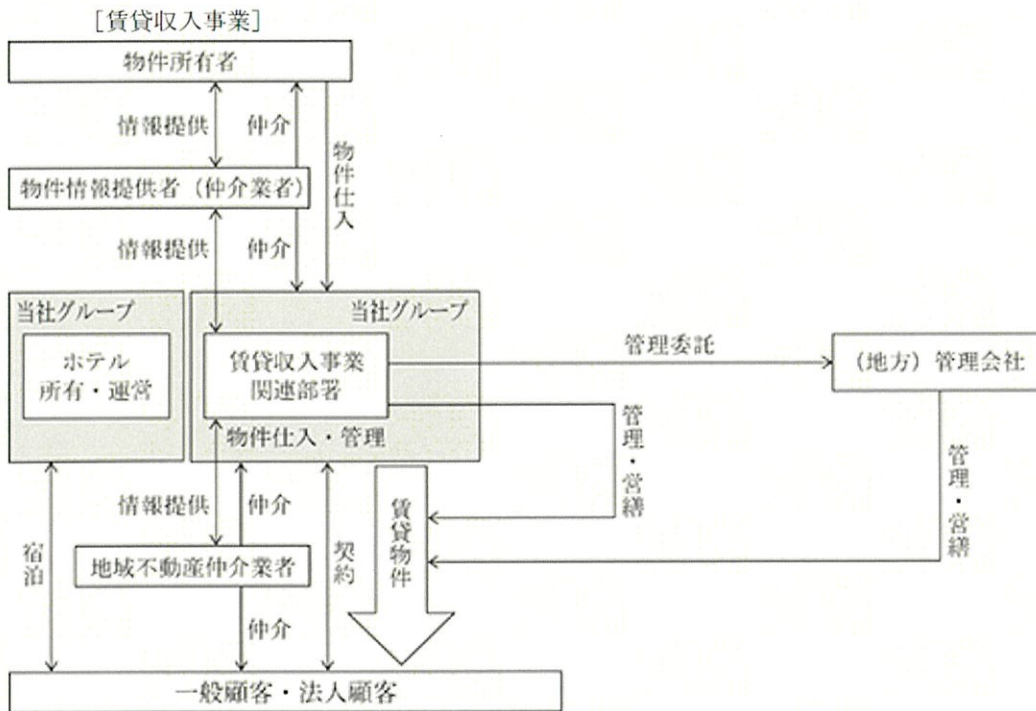 [賃貸収入事業]
物件所有者
情報提供
仲介
物件仕入
物件情報提供者（仲介業者）
情報提供
仲介
当社グループ
当社グループ
ホテル
所有・運営
賃貸収入事業
関連部署
管理委託
（地方）管理会社
物件仕入・管理
管理・営繕
管理・営繕
情報提供
仲介
宿泊
契約
賃貸物件
地域不動産仲介業者
仲介
一般顧客・法人顧客